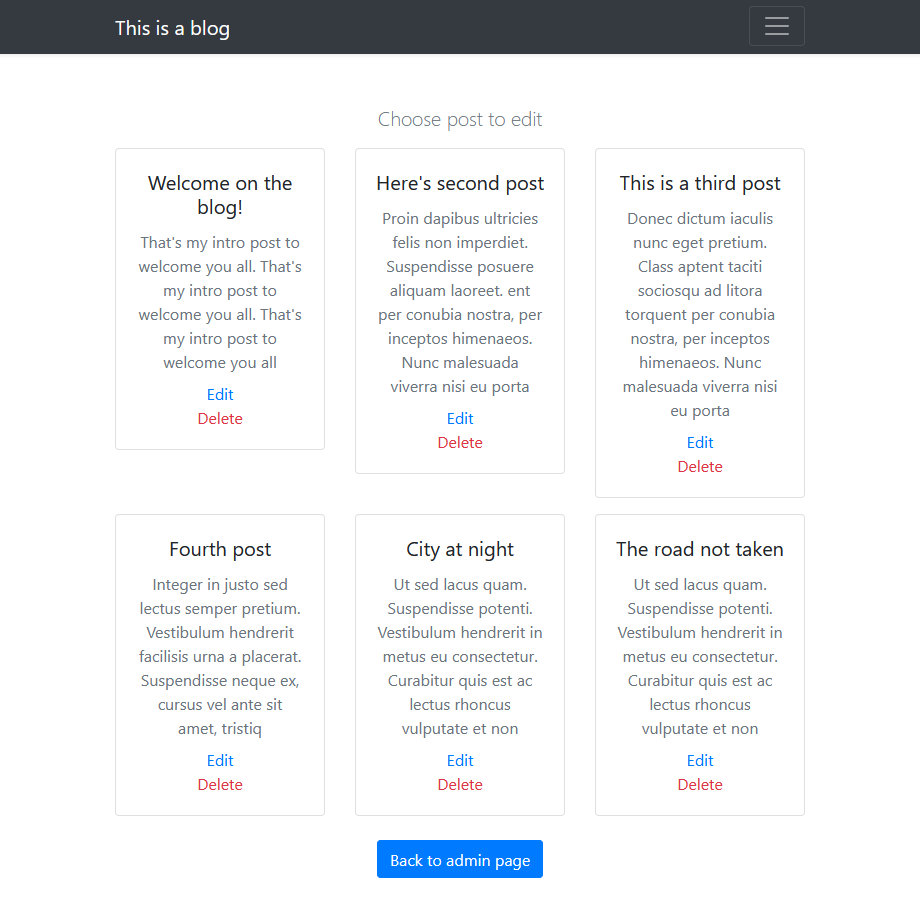 This is a blog
Choose post to edit
Welcome on the
blog!
That's my intro post to
welcome you all. That's
my intro post to
welcome you all. That's
my intro post to
welcome you all
Edit
Delete
Here's second post
Proin dapibus ultricies
felis non imperdiet.
Suspendisse posuere
aliquam laoreet. ent
per conubia nostra, per
inceptos himenaeos.
Nunc malesuada
viverra nisi eu porta
Edit
Delete
This is a third post
Donec dictum iaculis
nunc eget pretium.
Class aptent taciti
sociosqu ad litora
torquent per conubia
nostra, per inceptos
himenaeos. Nunc
malesuada viverra nisi
eu porta
Edit
Delete
Fourth post
Integer in justo sed
lectus semper pretium.
Vestibulum hendrerit
facilisis urna a placerat.
Suspendisse neque ex,
cursus vel ante sit
amet, tristiq
Edit
Delete
City at night
Ut sed lacus quam.
Suspendisse potenti.
Vestibulum hendrerit in
metus eu consectetur.
Curabitur quis est ac
lectus rhoncus
vulputate et non
Edit
Delete
The road not taken
Ut sed lacus quam.
Suspendisse potenti.
Vestibulum hendrerit in
metus eu consectetur.
Curabitur quis est ac
lectus rhoncus
vulputate et non
Edit
Delete
Back to admin page